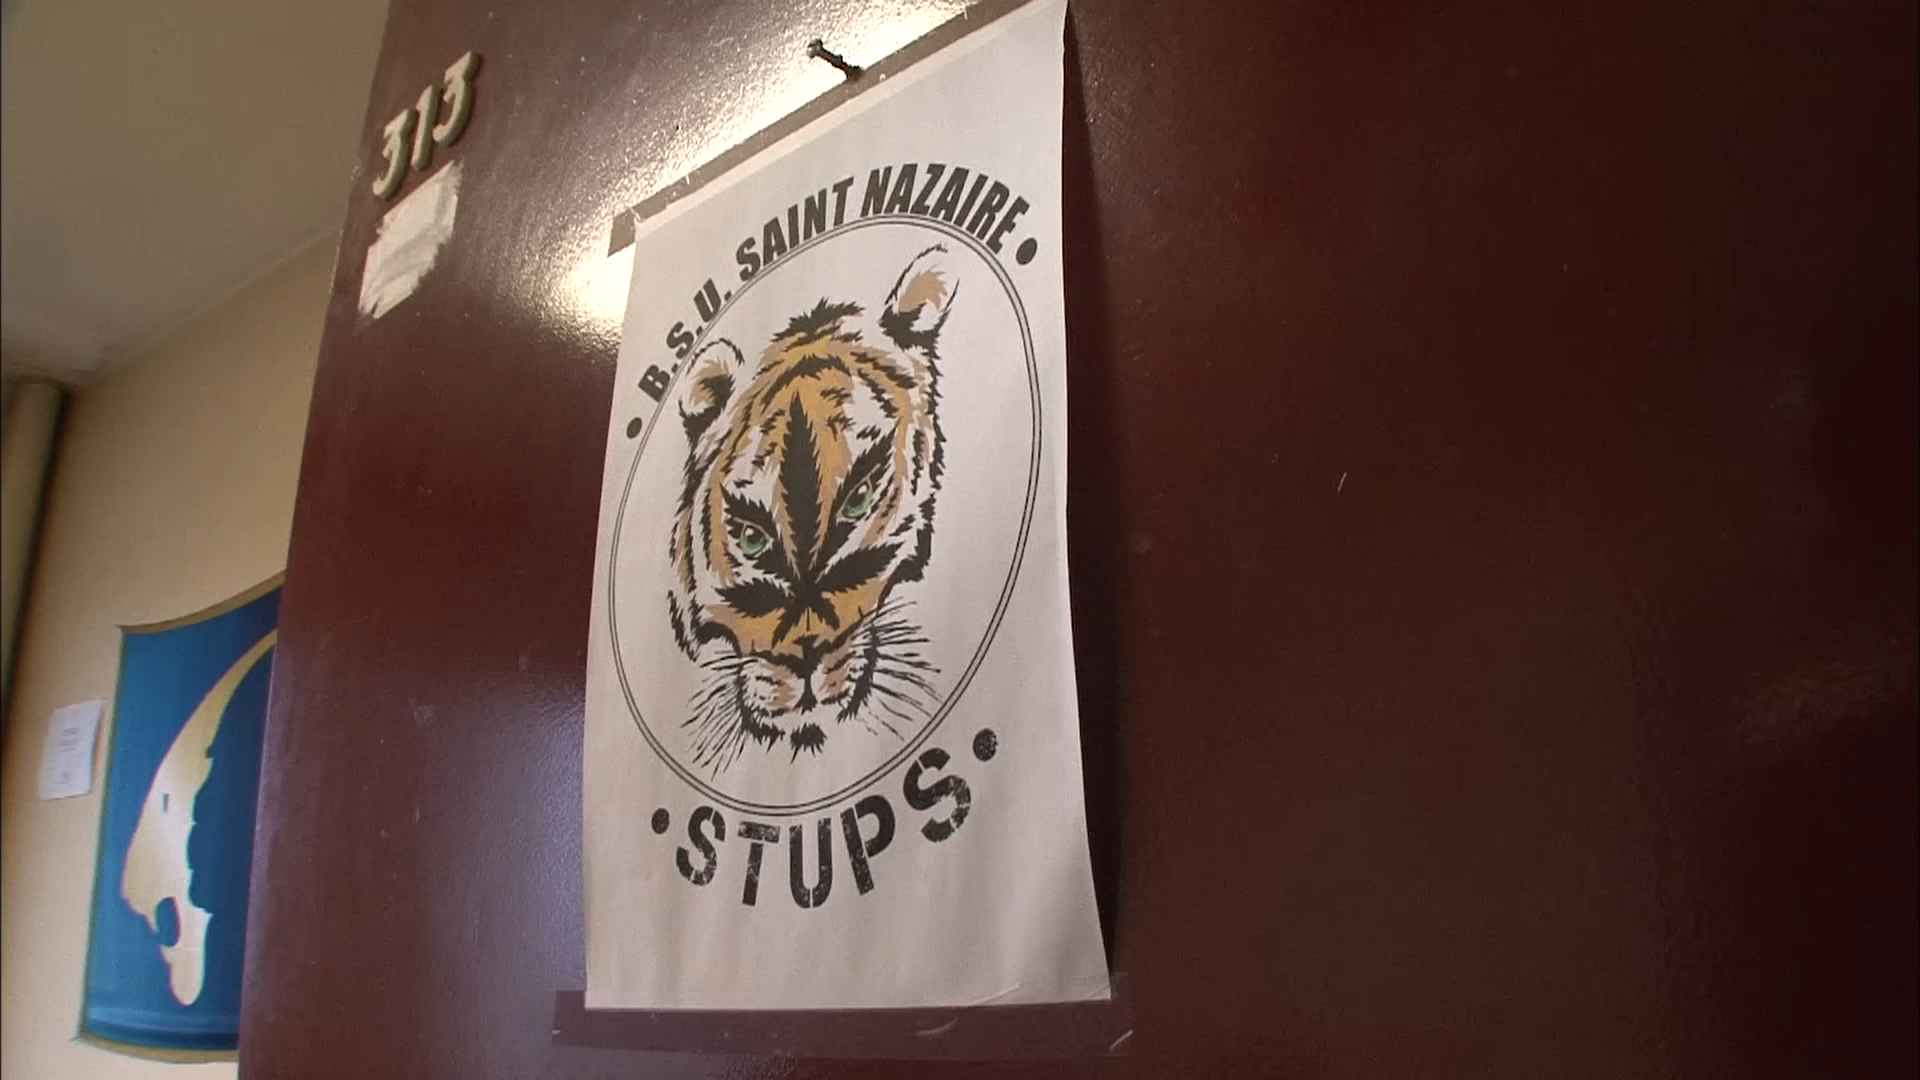 313
• B.S.U. SAINT NAZAIRE •
• STUPS •